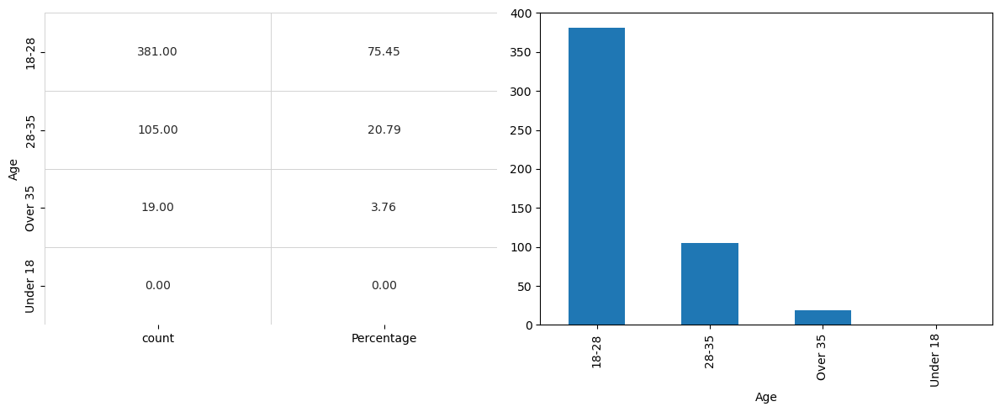 Age
18-28 381.00 75.45
28-35 105.00 20.79
Over 35 19.00 3.76
Under 18 0.00 0.00
count Percentage
400
350
300
250
200
150
100
50
0
18-28 28-35 Over 35 Under 18
Age